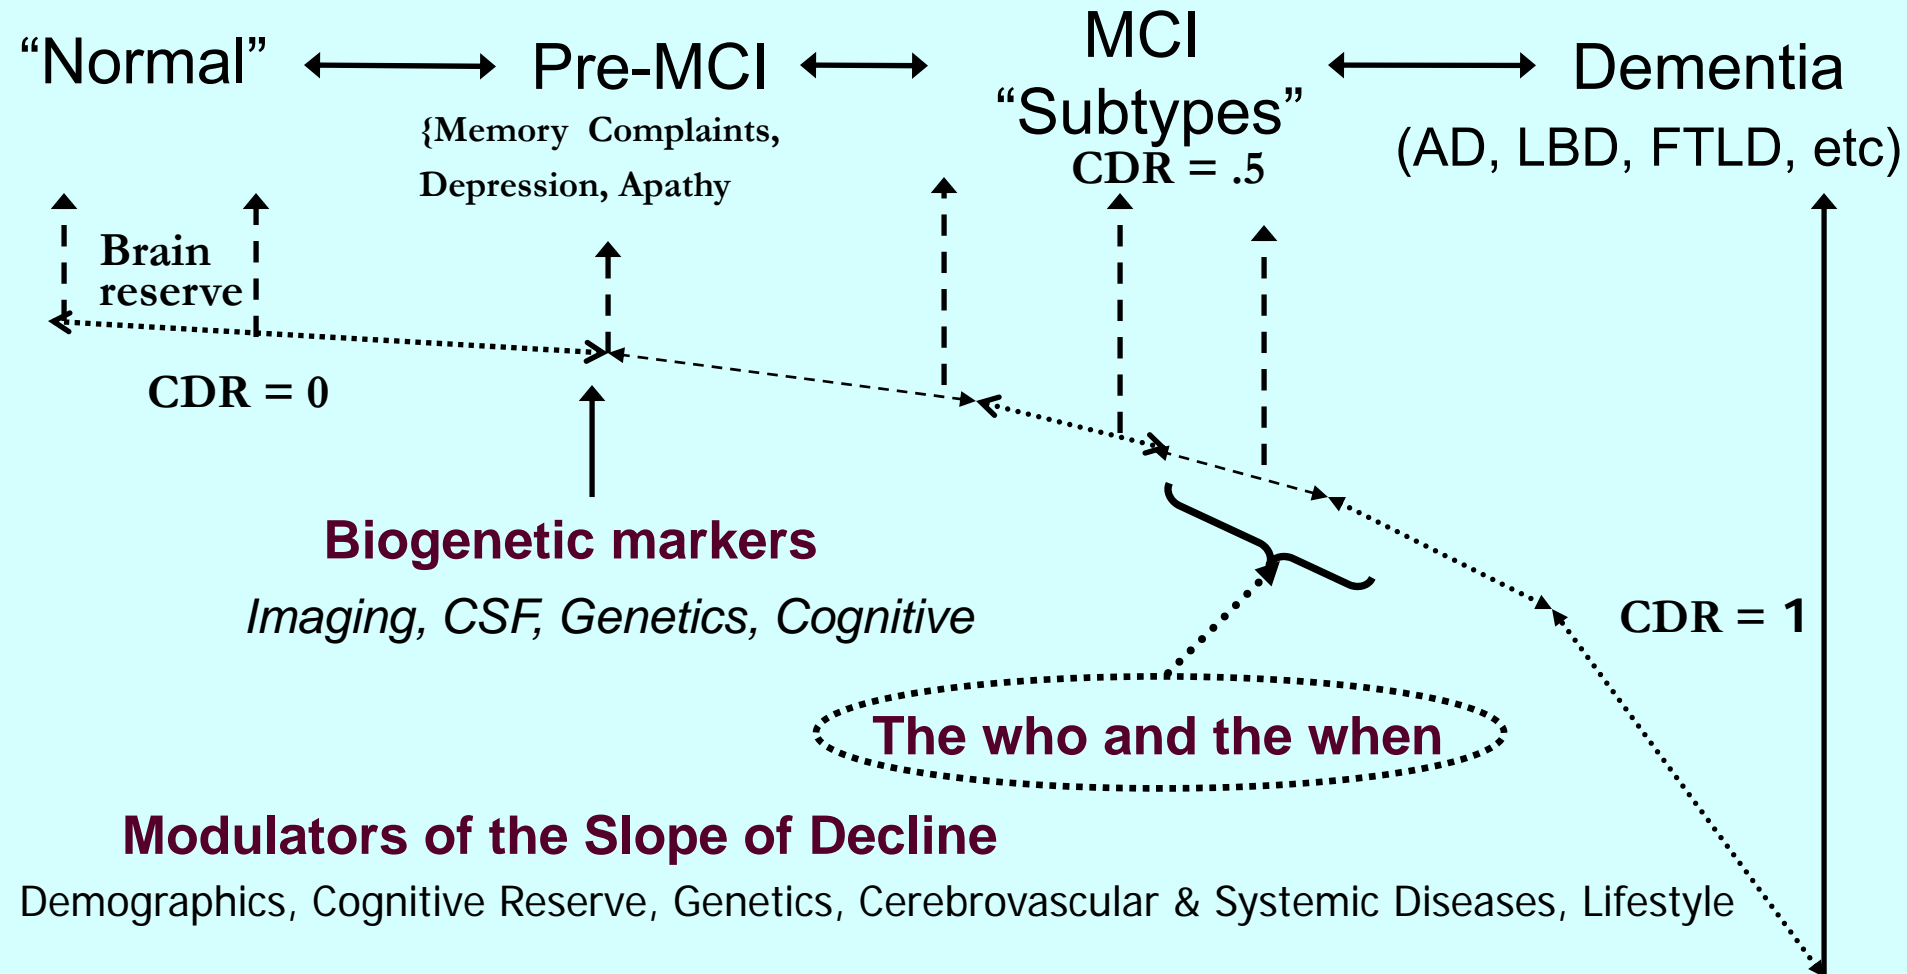 “Normal”
Pre-MCI
{Memory Complaints,
Depression, Apathy
MCI
“Subtypes”
CDR = .5
Dementia
(AD, LBD, FTLD, etc)
Brain
reserve
CDR = 0
Biogenetic markers
Imaging, CSF, Genetics, Cognitive
CDR = 1
The who and the when
Modulators of the Slope of Decline
Demographics, Cognitive Reserve, Genetics, Cerebrovascular & Systemic Diseases, Lifestyle